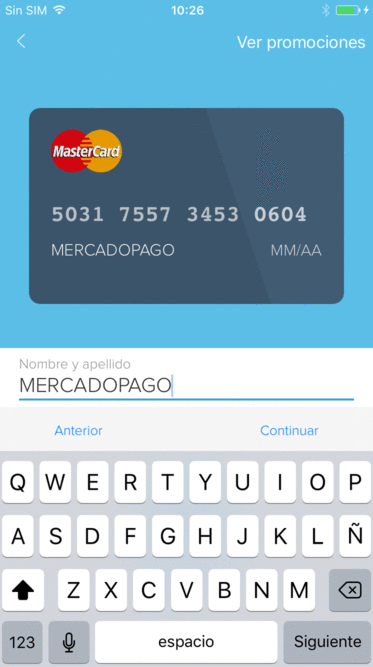 Sin SIM 10:26
Ver promociones
MasterCard
5031 7557 3453 0604
MERCADOPAGO MM/AA
Nombre y apellido
MERCADOPAGO
Anterior Continuar
Q W E R T Y U I O P
A S D F G H J K L Ñ
Z X C V B N M
123 espacio Siguiente